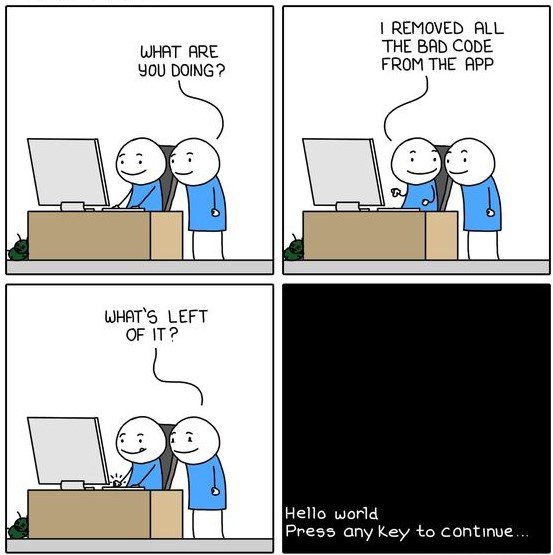 WHAT ARE
YOU DOING?
I REMOVED ALL
THE BAD CODE
FROM THE APP
WHAT'S LEFT
OF IT?
Hello world
Press any Key to continue...